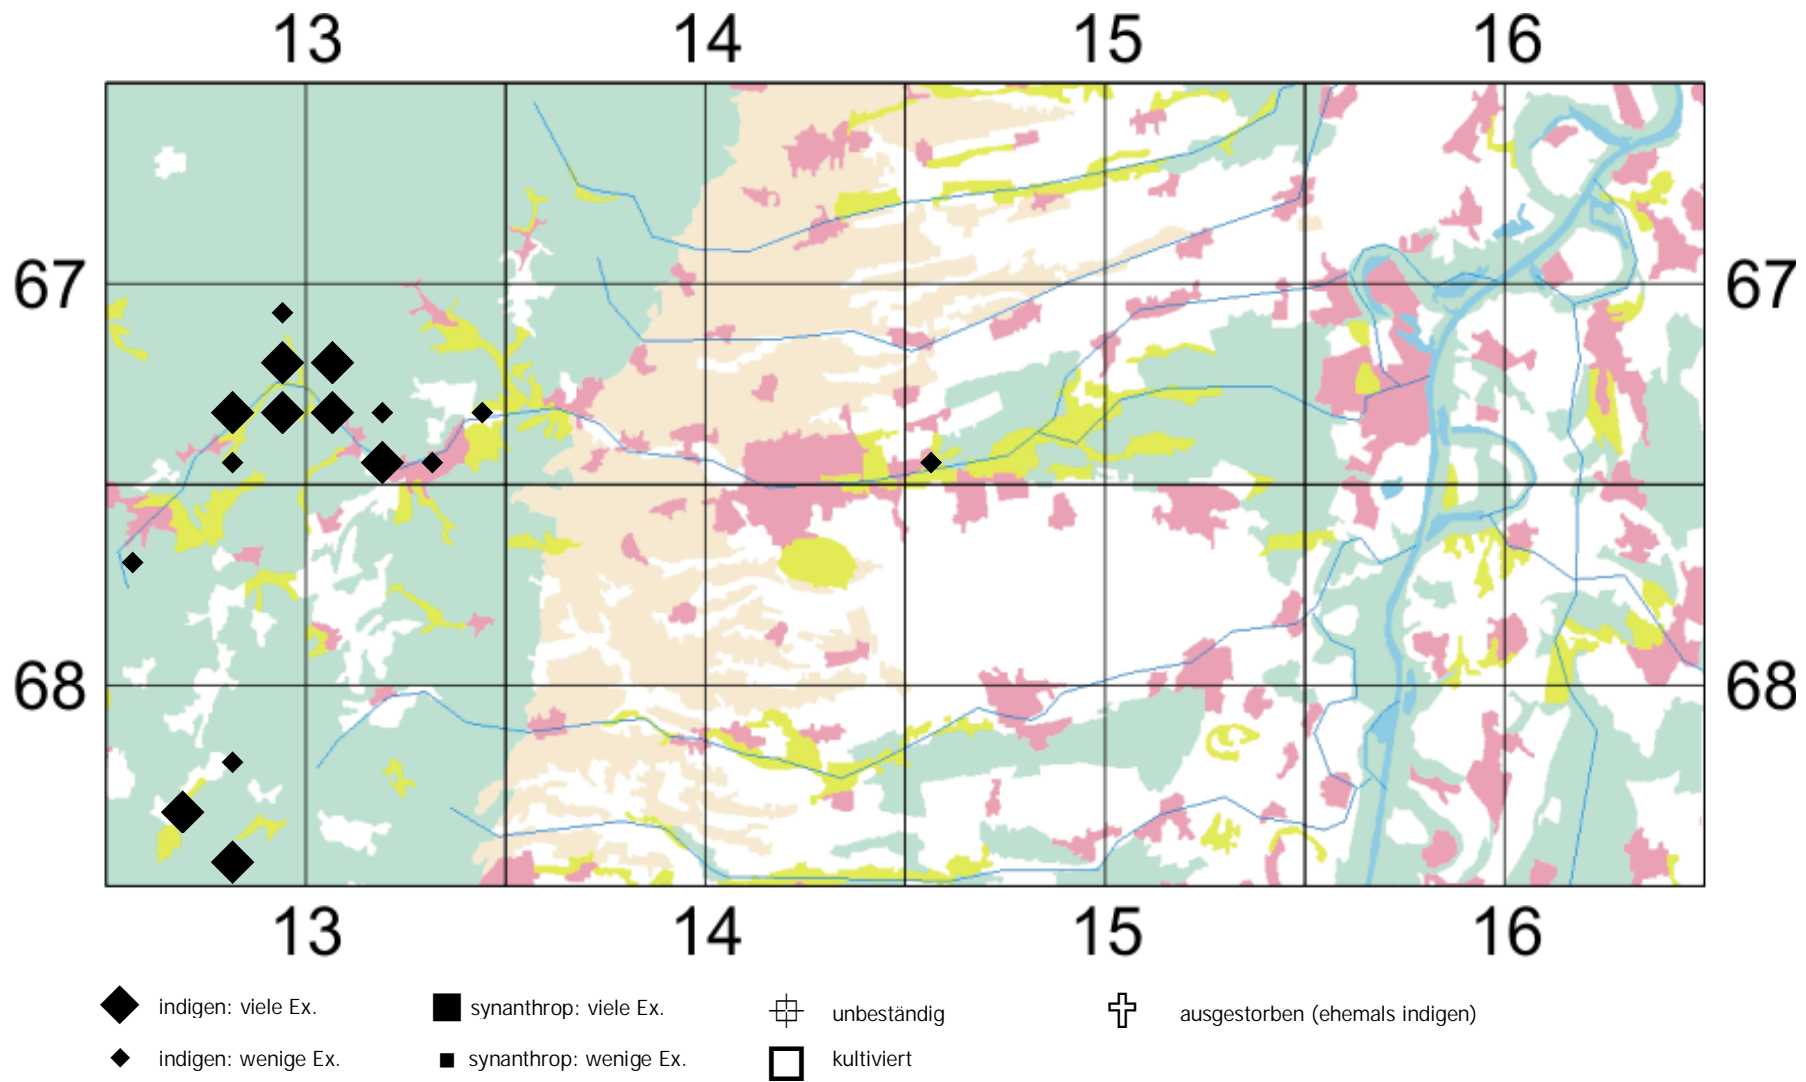 13 14 15 16
67 67
68 68
13 14 15 16
indigen: viele Ex. synanthrop: viele Ex. unbeständig ausgestorben (ehemals indigen)
indigen: wenige Ex. synanthrop: wenige Ex. kultiviert